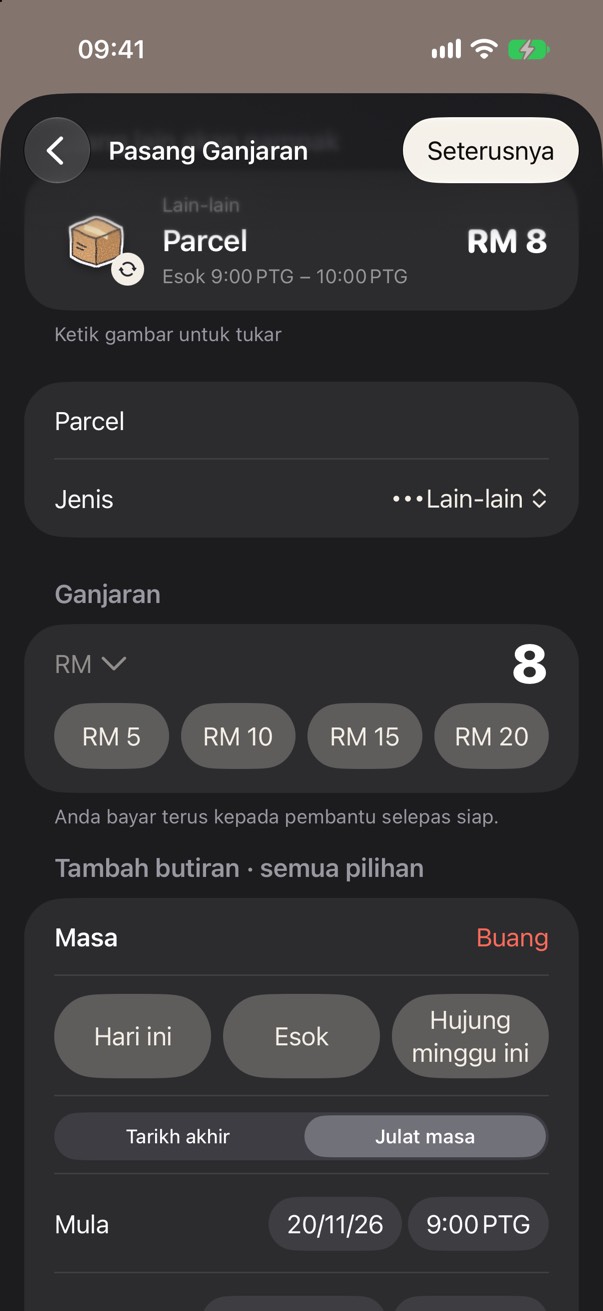 09:41
Pasang Ganjaran
Seterusnya
Lain-lain
Parcel
RM 8
Esok 9:00 PTG – 10:00 PTG
Ketik gambar untuk tukar
Parcel
Jenis
•••Lain-lain
Ganjaran
RM
8
RM 5
RM 10
RM 15
RM 20
Anda bayar terus kepada pembantu selepas siap.
Tambah butiran · semua pilihan
Masa
Buang
Hari ini
Esok
Hujung
minggu ini
Tarikh akhir
Julat masa
Mula
20/11/26
9:00 PTG